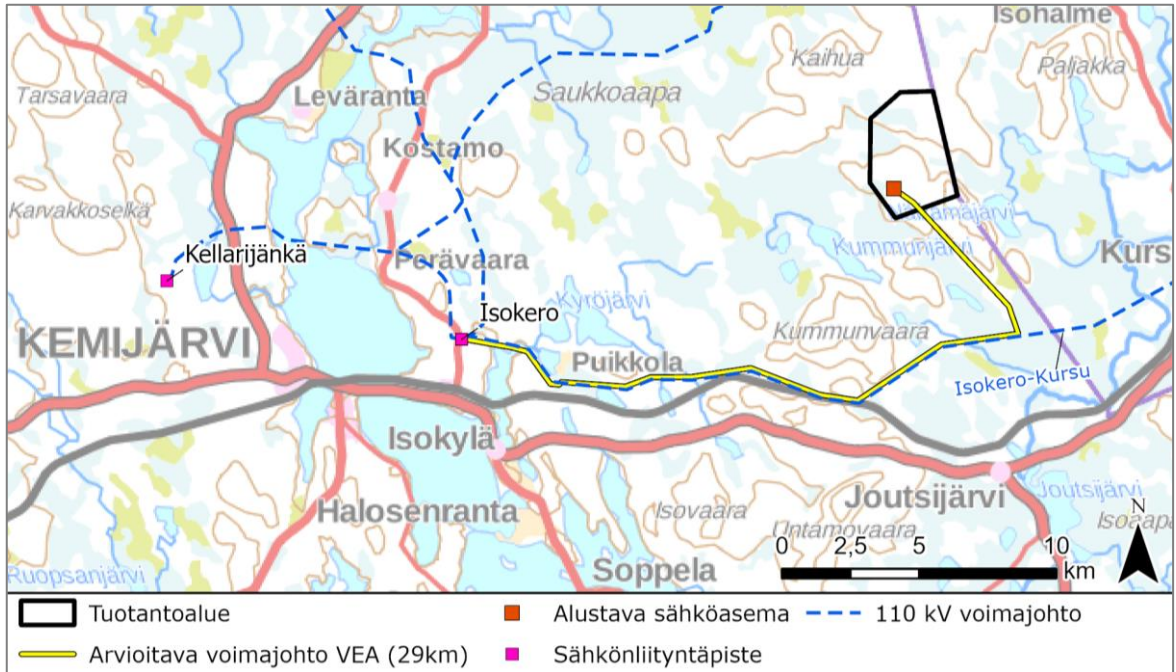 Isohalme
Kaihua
Paljakka
Tarsavaara
Leväranta
Saukkoaapa
Kostamo
Karvakkoselkä
Kellarijänkä
Perävaara
Kummunjärvi
Kurs
Isokero
Kyröjärvi
KEMIJÄRVI
Kummunvaara
Puikkola
Isokero-Kursu
Isokylä
Joutsijärvi
Joutsijärvi
Halosenranta
Isovaara
Soppela
Ruopsanjärvi
N
0 2,5 5 10
km
Tuotantoalue
Alustava sähköasema
110 kV voimajohto
Arvioitava voimajohto VEA (29km)
Sähkönliityntäpiste